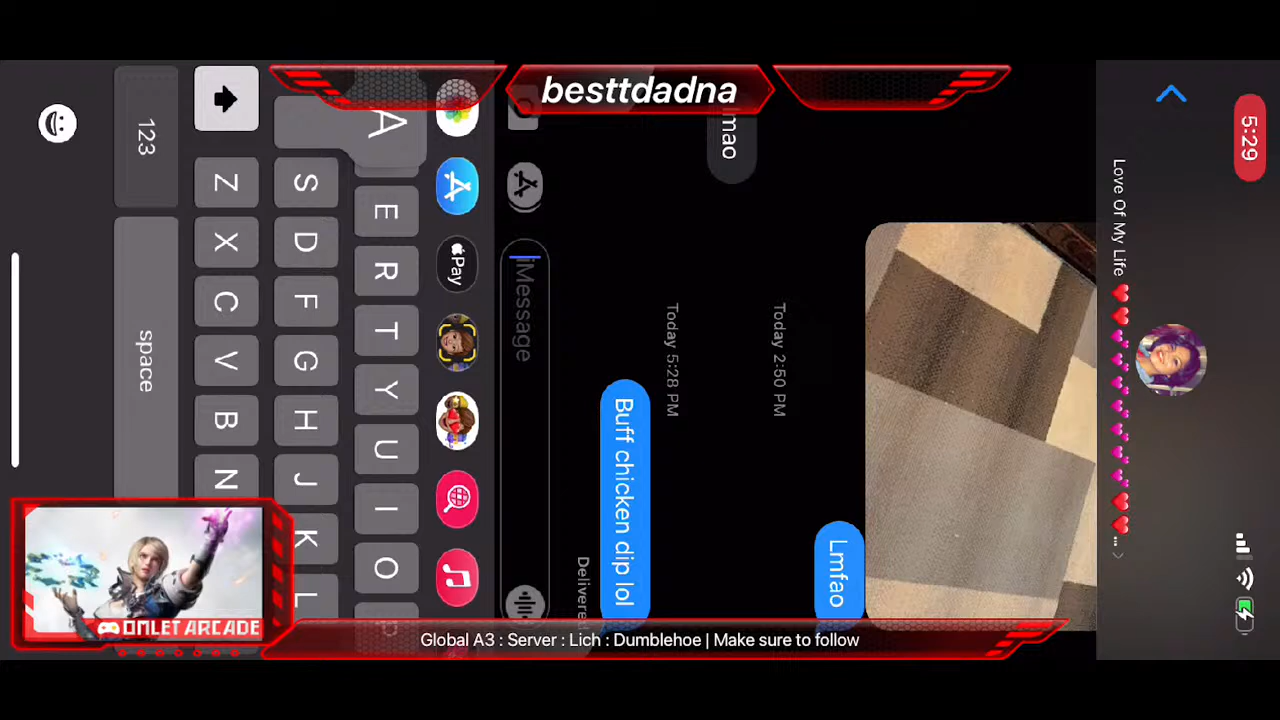 besttdadna
5:29
Love Of My Life ❤️❤️💕💕💕💕💕💕💕❤️❤️...
Lmfao
Today 2:50 PM
lmao
Today 5:28 PM
Buff chicken dip lol
Delivered
iMessage
Pay
A E R T Y U I O P
S D F G H J K L
Z X C V B N
123 space
OMLET ARCADE
Global A3 : Server : Lich : Dumblehoe | Make sure to follow